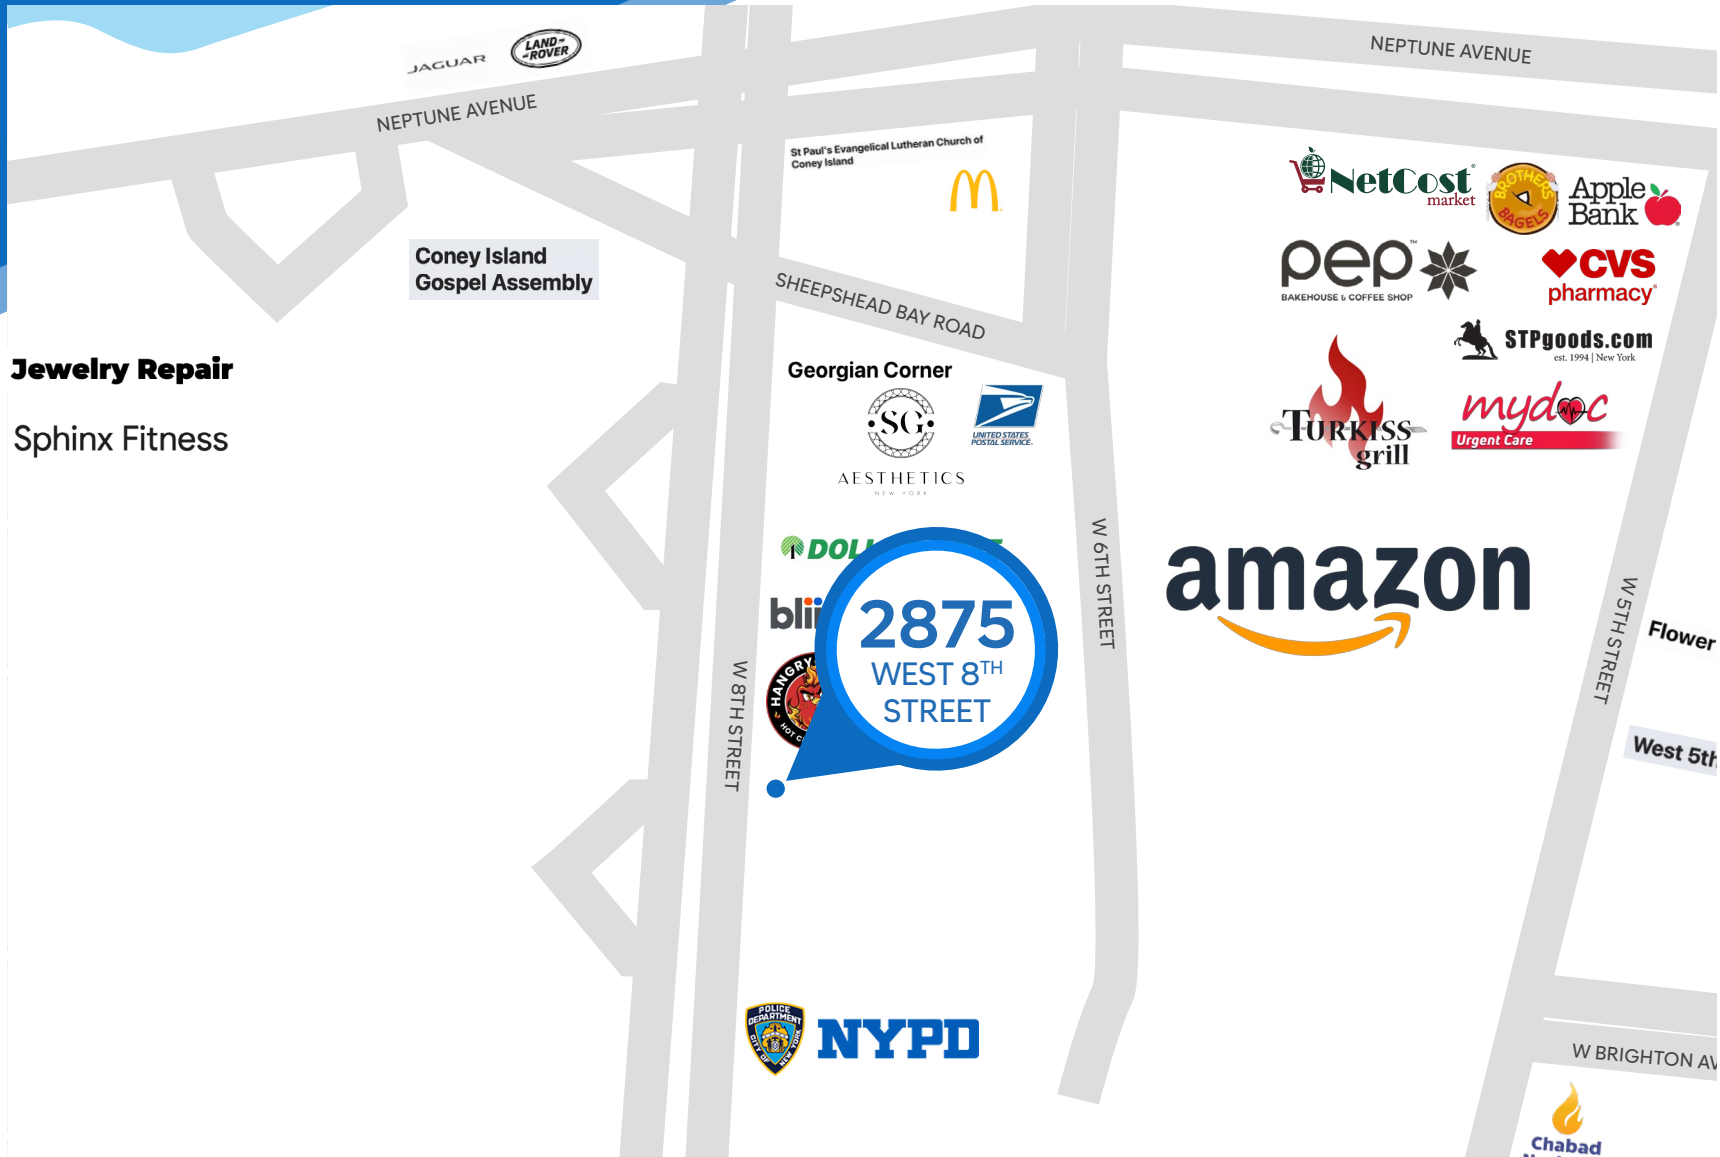 JAGUAR
LAND-
-ROVER
NEPTUNE AVENUE
NEPTUNE AVENUE
St Paul's Evangelical Lutheran Church of
Coney Island
NetCost
market
BROTHERS
BAGELS
Apple
Bank
Coney Island
Gospel Assembly
pep
BAKEHOUSE & COFFEE SHOP
CVS
pharmacy
SHEEPSHEAD BAY ROAD
STPgoods.com
est. 1994 | New York
Jewelry Repair
Georgian Corner
UNITED STATES
POSTAL SERVICE
SG
AESTHETICS
NEW YORK
TURKISS
grill
mydoc
Urgent Care
Sphinx Fitness
W 6TH STREET
amazon
W 5TH STREET
HANGRY
HOT
2875
WEST 8TH
STREET
W 8TH STREET
Flower
West 5th
POLICE
DEPARTMENT
CITY OF
NEW YORK
NYPD
W BRIGHTON AV
Chabad